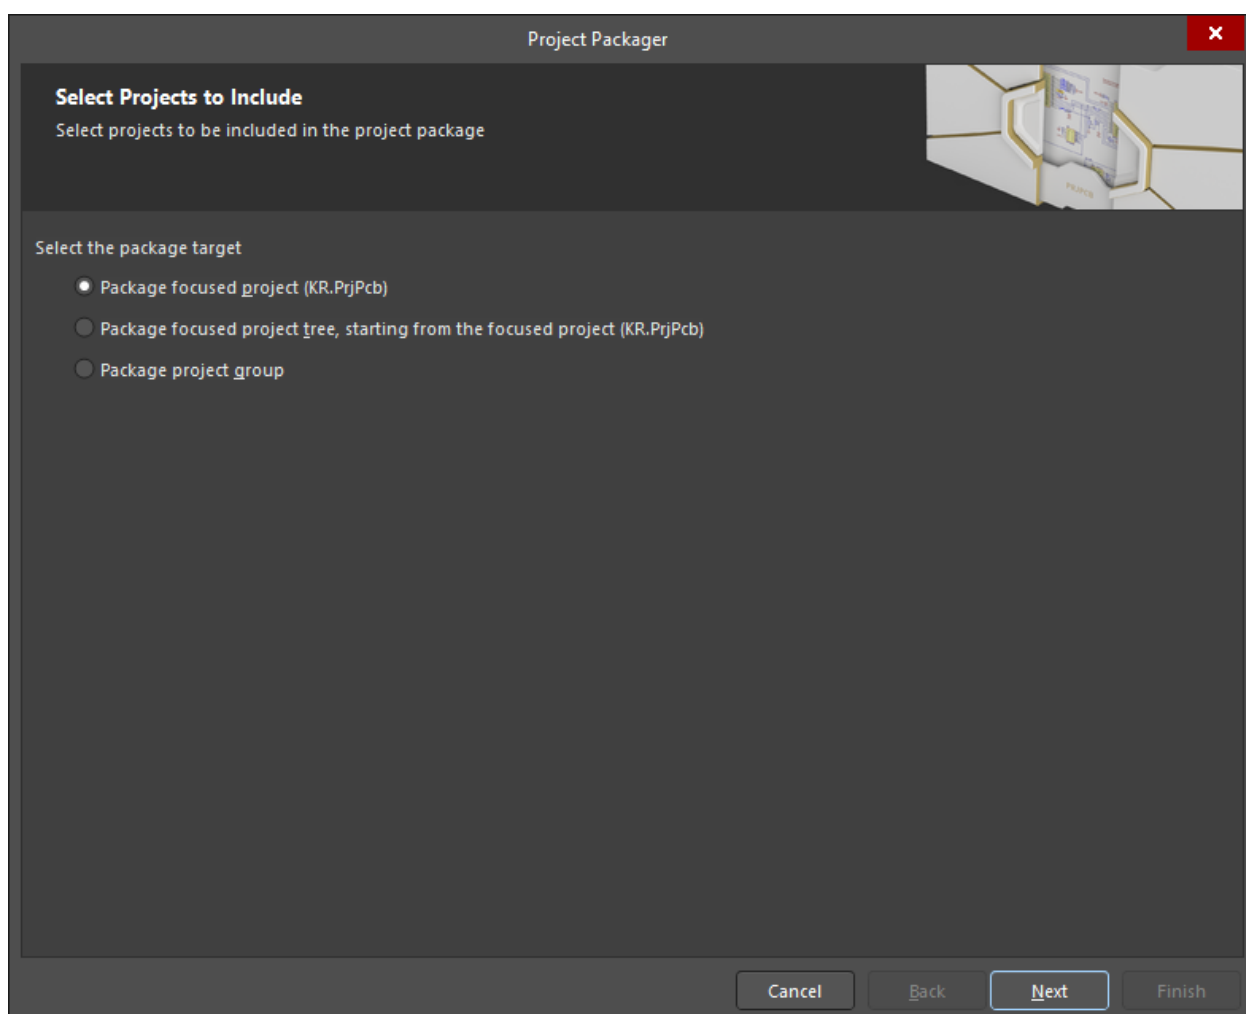 Project Packager
Select Projects to Include
Select projects to be included in the project package
PRJPCB
Select the package target
Package focused project (KR.PrjPcb)
Package focused project tree, starting from the focused project (KR.PrjPcb)
Package project group
Cancel
Back
Next
Finish